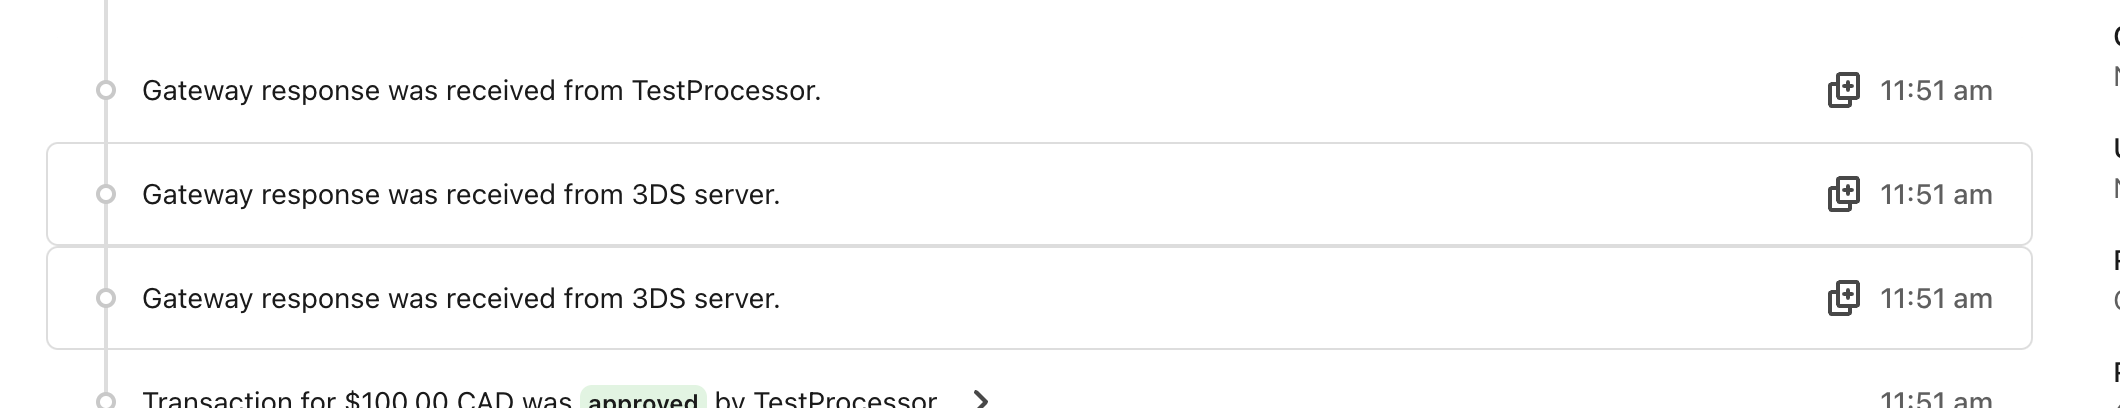 Gateway response was received from TestProcessor. 11:51 am
Gateway response was received from 3DS server. 11:51 am
Gateway response was received from 3DS server. 11:51 am
Transaction for $100.00 CAD was approved by TestProcessor 11:51 am